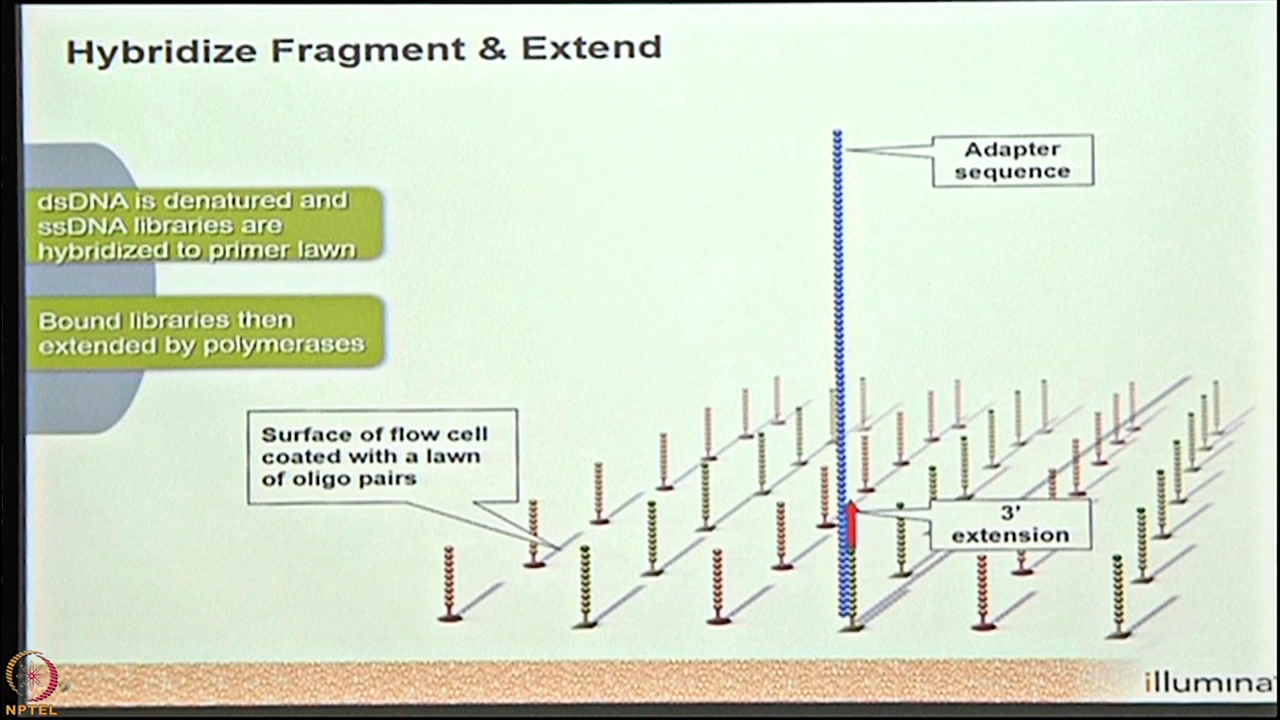 Hybridize Fragment & Extend
dsDNA is denatured and
ssDNA libraries are
hybridized to primer lawn
Bound libraries then
extended by polymerases
Adapter
sequence
Surface of flow cell
coated with a lawn
of oligo pairs
3'
extension
illumina
NPTEL